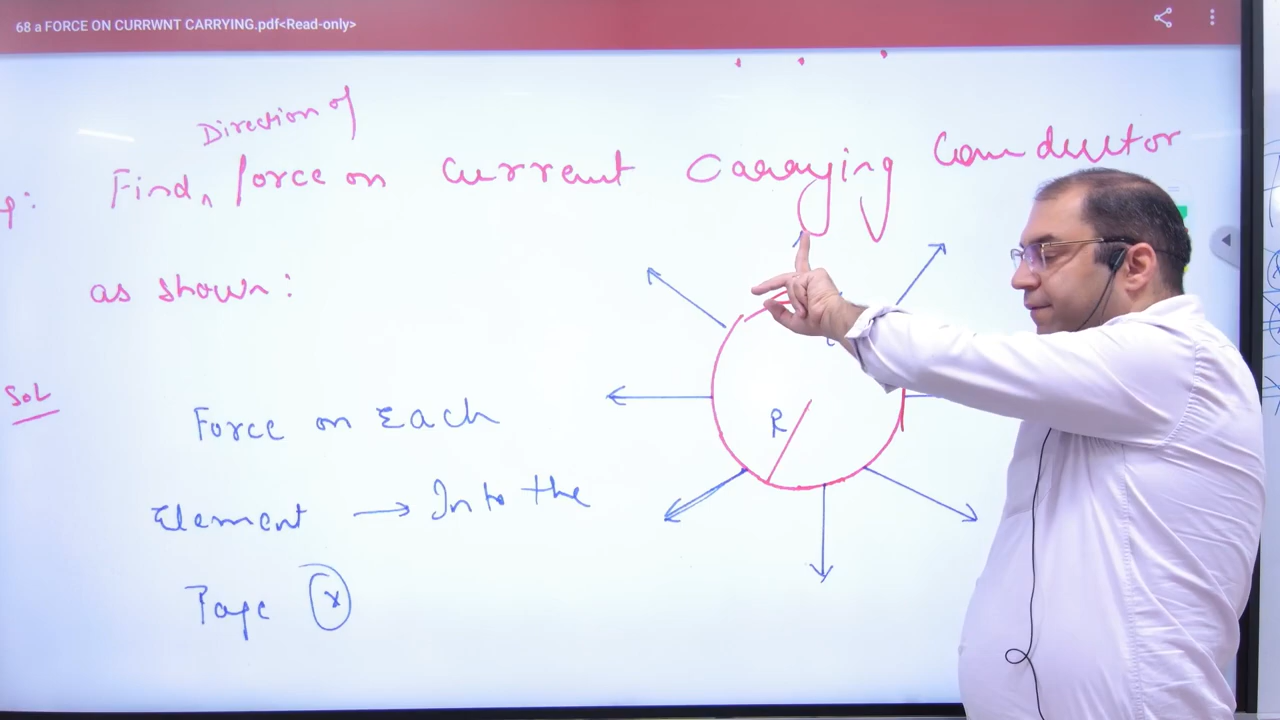 68 a FORCE ON CURRWNT CARRYING.pdf<Read-only>
Direction of
Find force on current carrying conductor
as shown:
Sol
Force on Each
Element → Into the
Page ⓧ
R